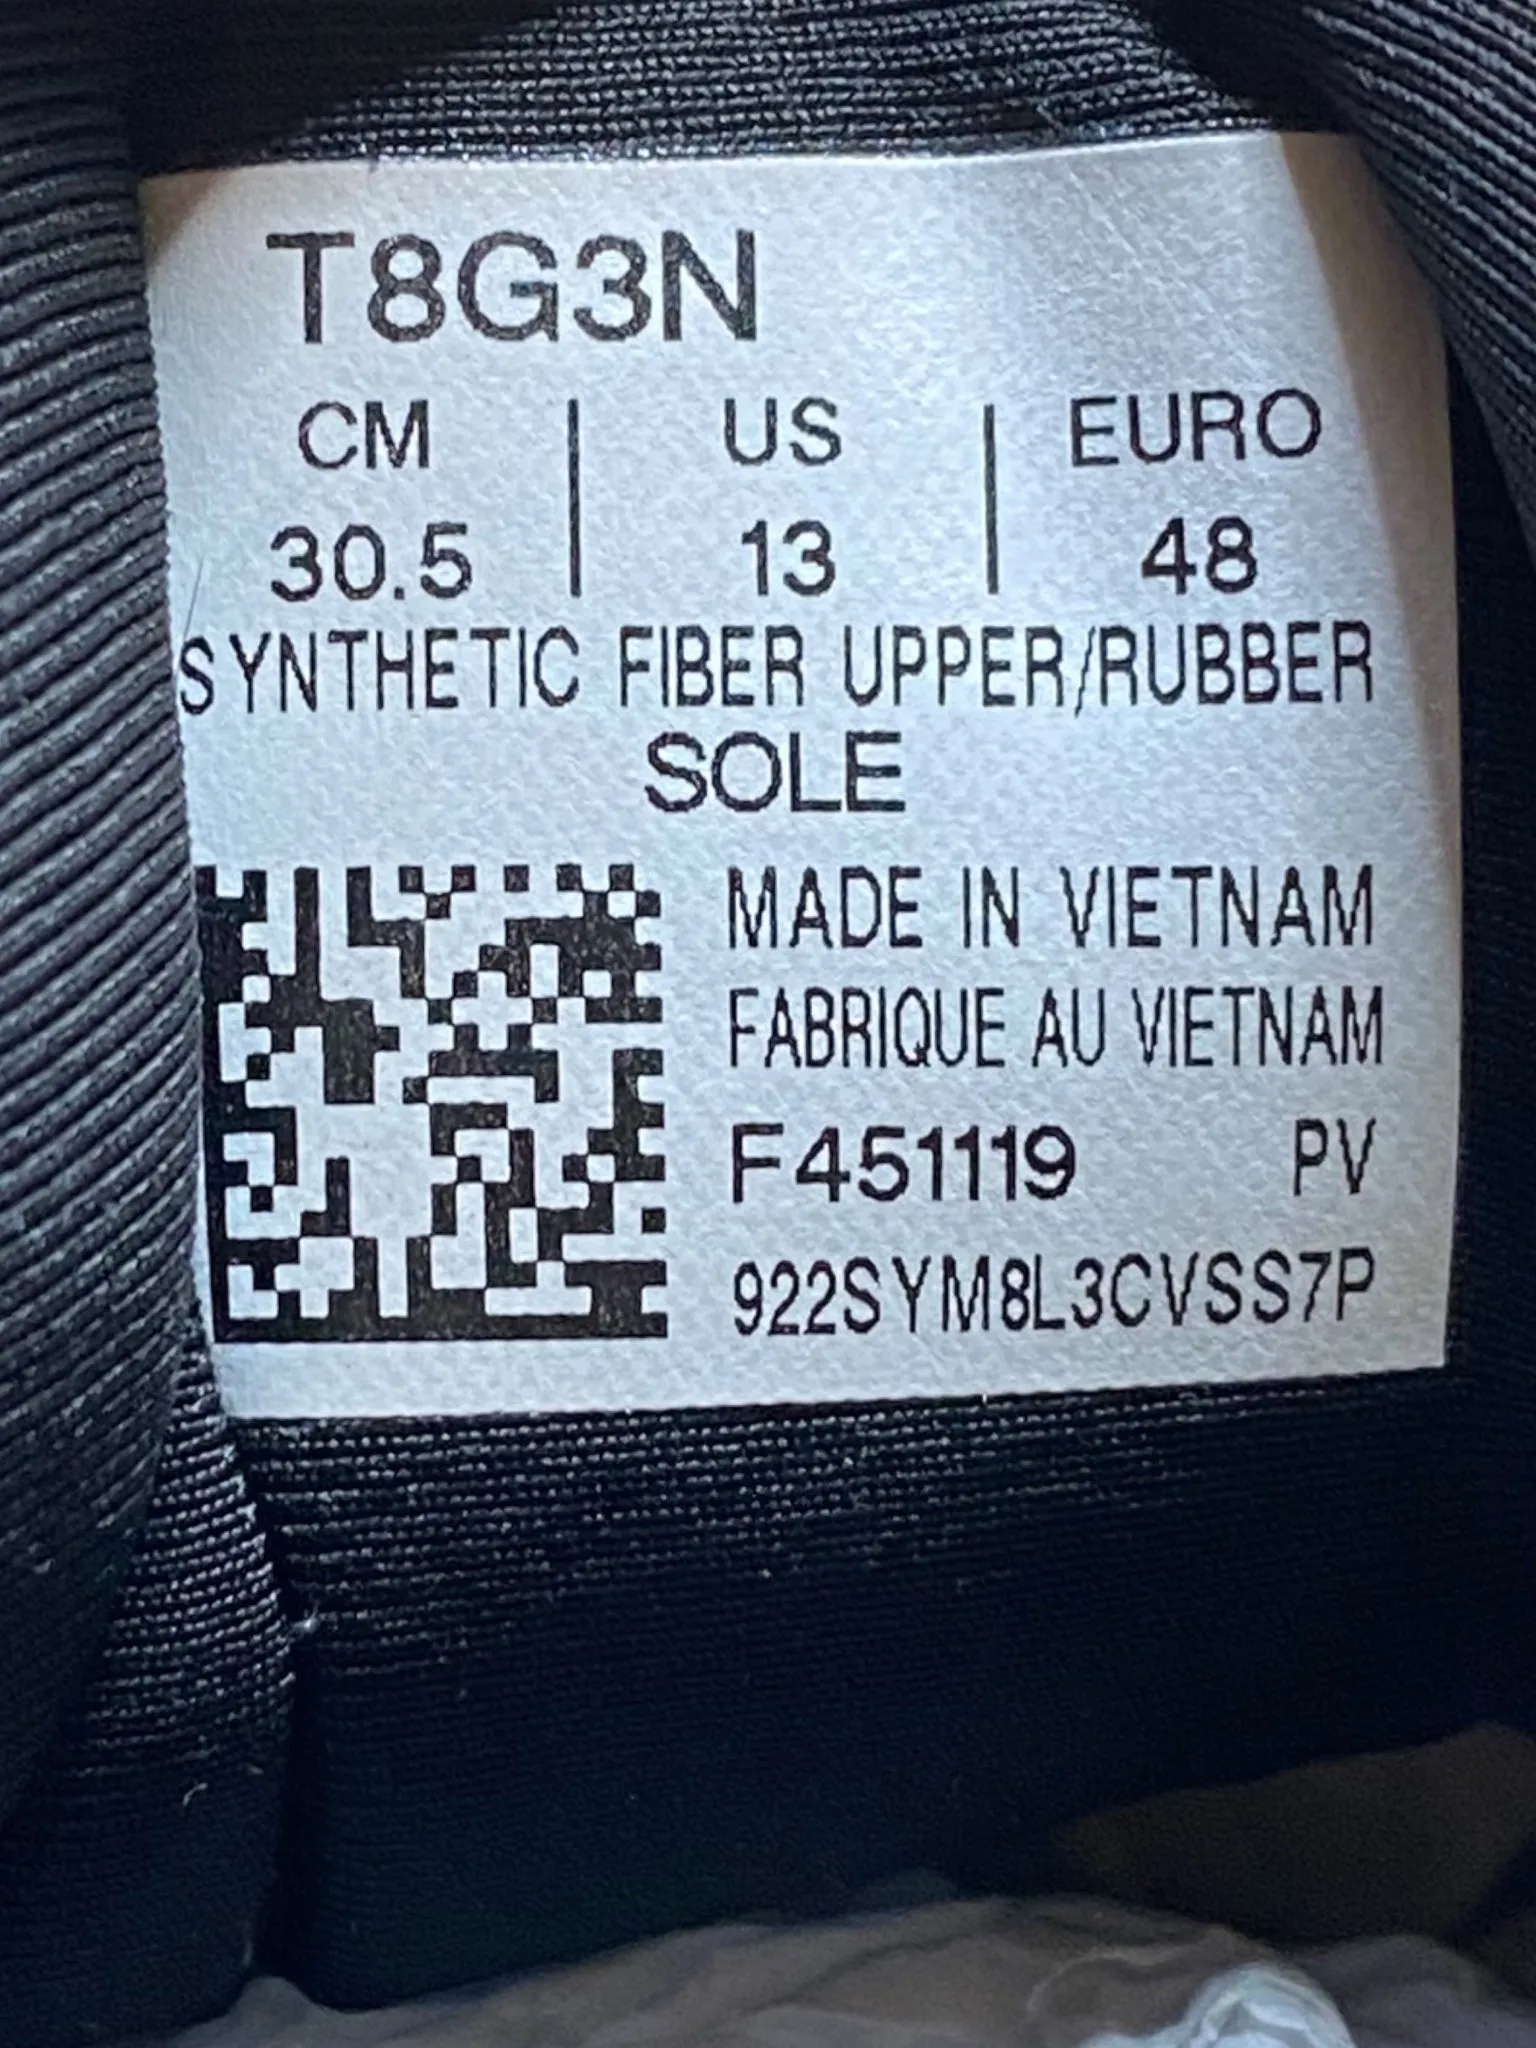 T8G3N
CM | US | EURO
30.5 | 13 | 48
SYNTHETIC FIBER UPPER/RUBBER
SOLE
MADE IN VIETNAM
FABRIQUE AU VIETNAM
F451119 PV
922SYM8L3CVSS7P